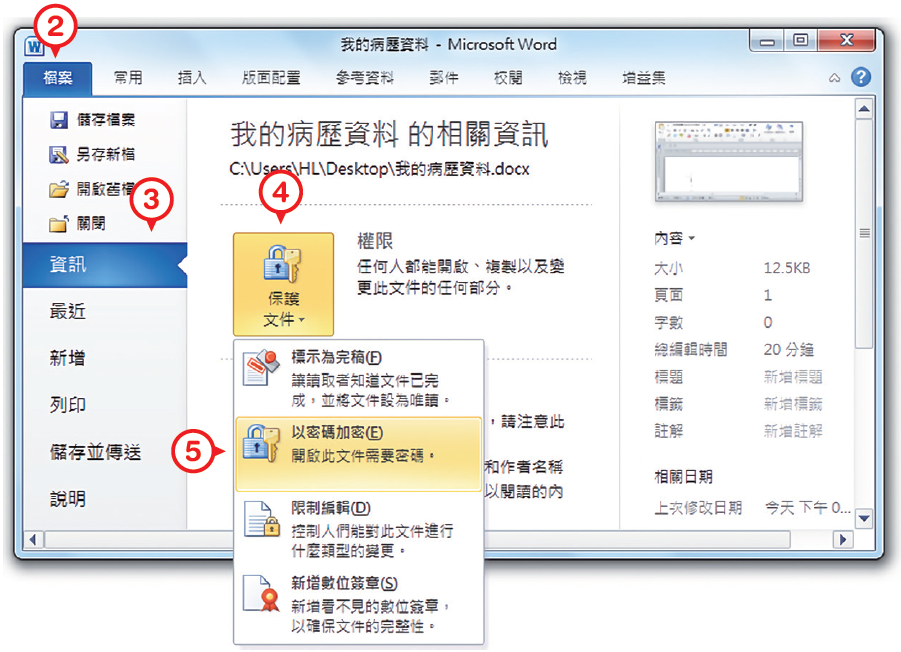 ②
我的病歷資料 - Microsoft Word
檔案 常用 插入 版面配置 參考資料 郵件 校閱 檢視 增益集
儲存檔案
另存新檔
開啟舊檔
關閉
③
資訊
最近
新增
列印
儲存並傳送
說明
我的病歷資料 的相關資訊
C:\Users\HL\Desktop\我的病歷資料.docx
④
保護
文件
權限
任何人都能開啟、複製以及變
更此文件的任何部分。
標示為完稿(F)
讓讀取者知道文件已完
成，並將文件設為唯讀。
⑤
以密碼加密(E)
開啟此文件需要密碼。
限制編輯(D)
控制人們能對此文件進行
什麼類型的變更。
新增數位簽章(S)
新增看不見的數位簽章，
以確保文件的完整性。
，請注意此
和作者名稱
以閱讀的內
內容
大小 12.5KB
頁面 1
字數 0
總編輯時間 20 分鐘
標題 新增標題
標籤 新增標籤
註解 新增註解
相關日期
上次修改日期 今天 下午 0...